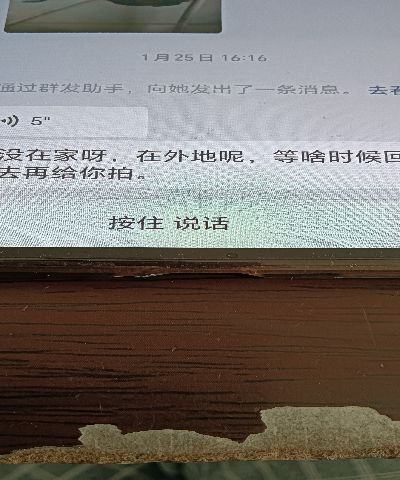 1月25日 16:16
通过群发助手，向她发出了一条消息。 去看
5"
没在家呀，在外地呢，等啥时候回
去再给你拍。
按住 说话